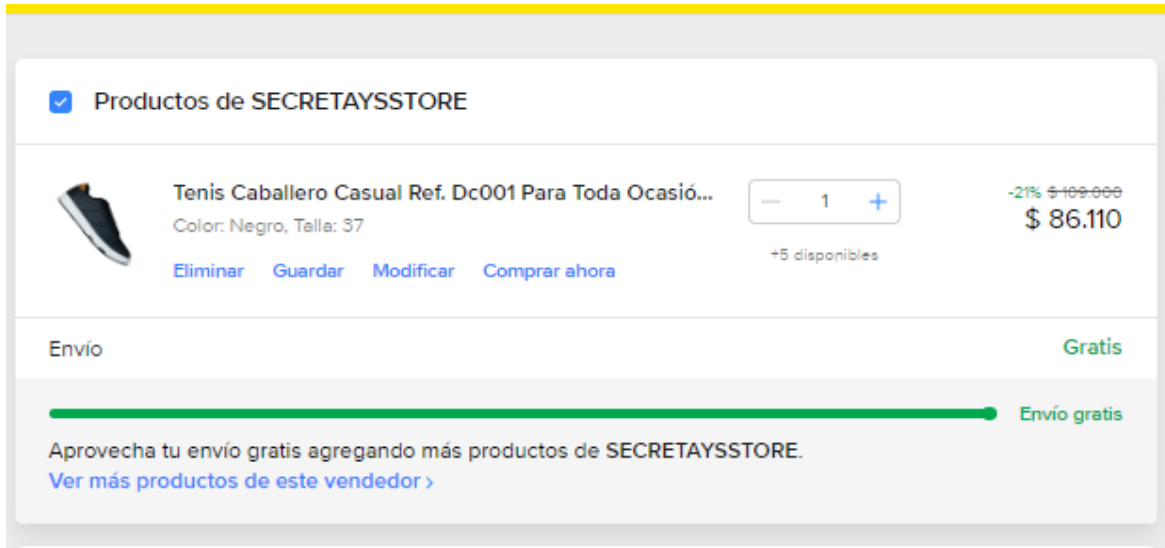 Productos de SECRETAYSSTORE
Tenis Caballero Casual Ref. Dc001 Para Toda Ocasió...
1
-21% $ 109.000
Color: Negro, Talla: 37
$ 86.110
+5 disponibles
Eliminar Guardar Modificar Comprar ahora
Envío
Gratis
Envío gratis
Aprovecha tu envío gratis agregando más productos de SECRETAYSSTORE.
Ver más productos de este vendedor >